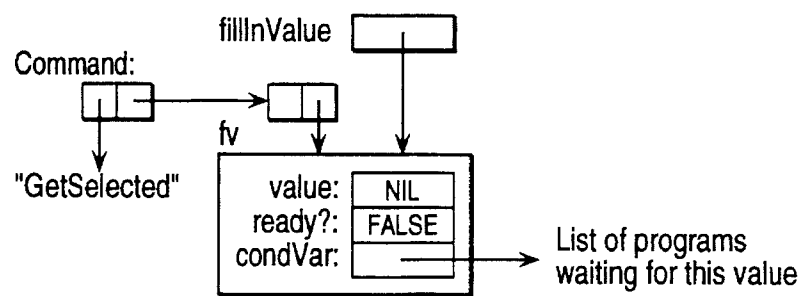 fillInValue
Command:
fv
"GetSelected"
value: NIL
ready?: FALSE
condVar:
List of programs
waiting for this value